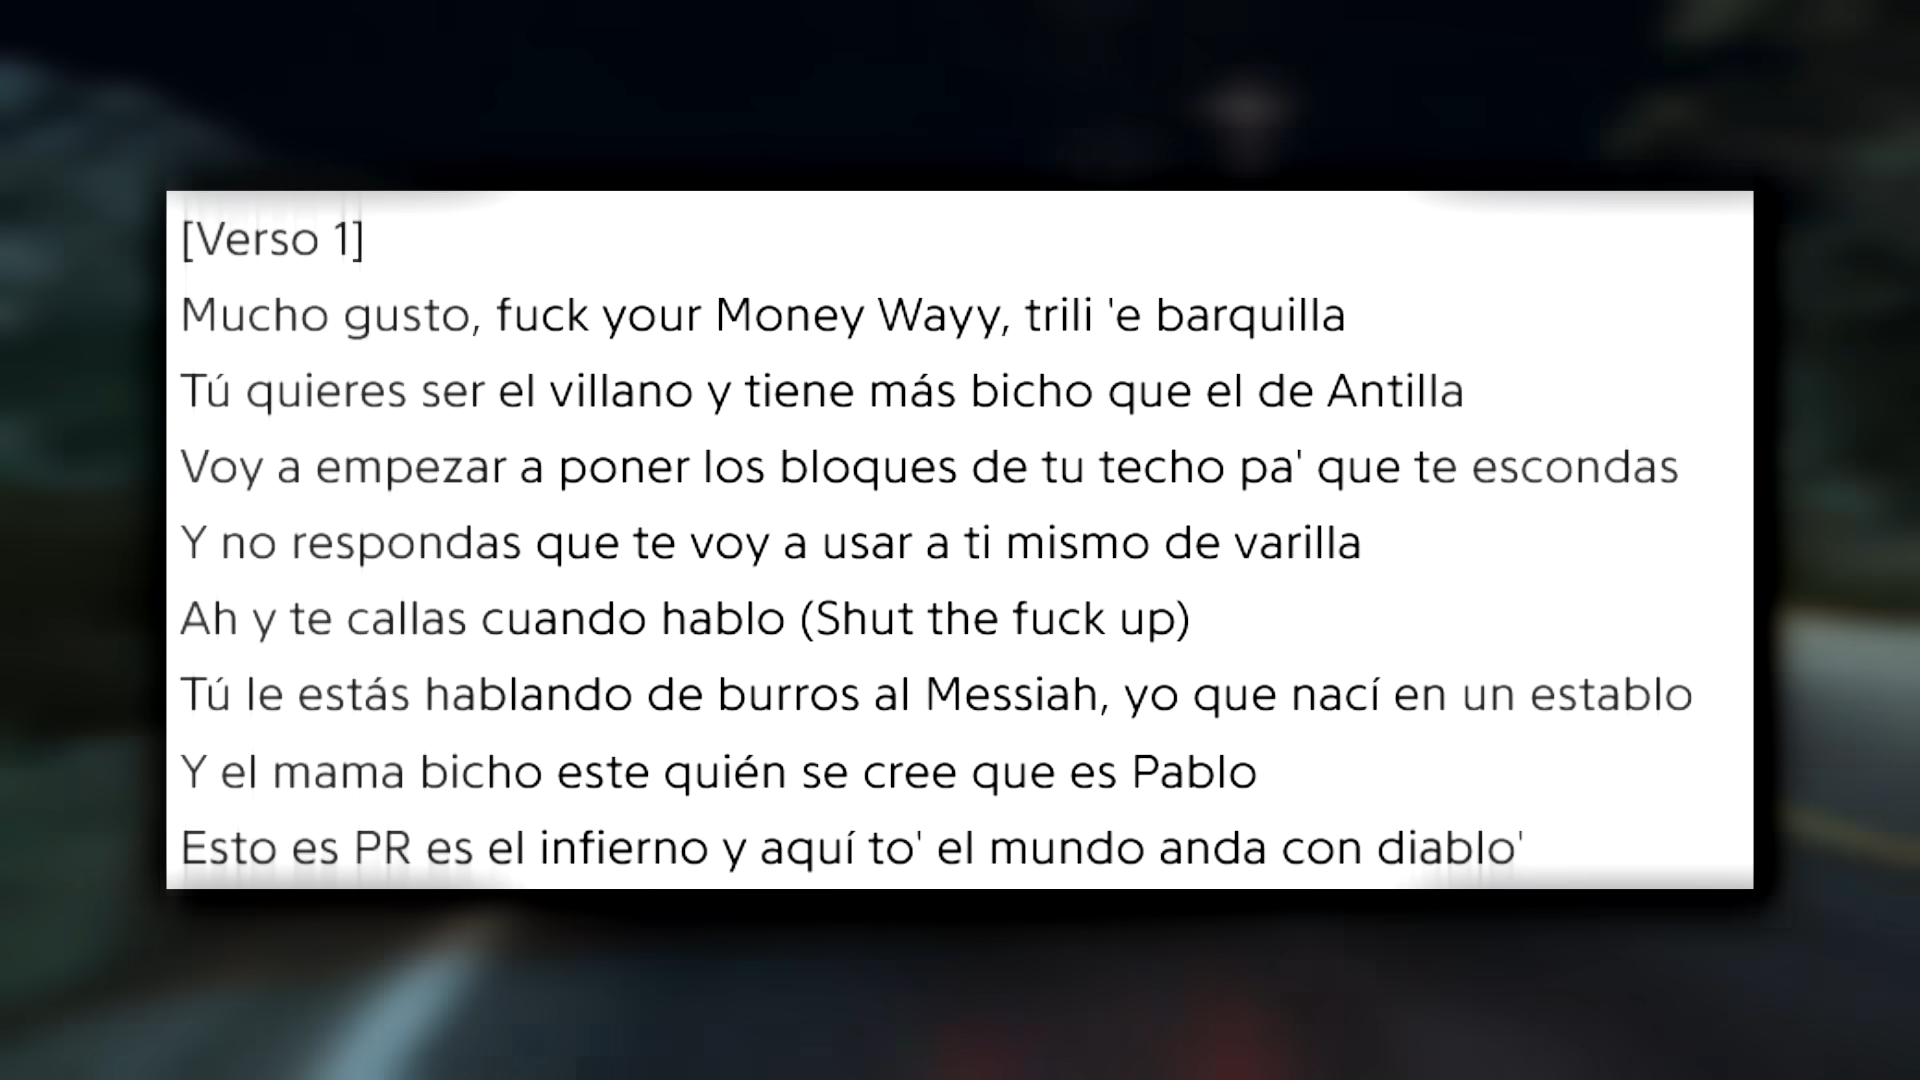 [Verso 1]
Mucho gusto, fuck your Money Wayy, trili 'e barquilla
Tú quieres ser el villano y tiene más bicho que el de Antilla
Voy a empezar a poner los bloques de tu techo pa' que te escondas
Y no respondas que te voy a usar a ti mismo de varilla
Ah y te callas cuando hablo (Shut the fuck up)
Tú le estás hablando de burros al Messiah, yo que nací en un establo
Y el mama bicho este quién se cree que es Pablo
Esto es PR es el infierno y aquí to' el mundo anda con diablo'